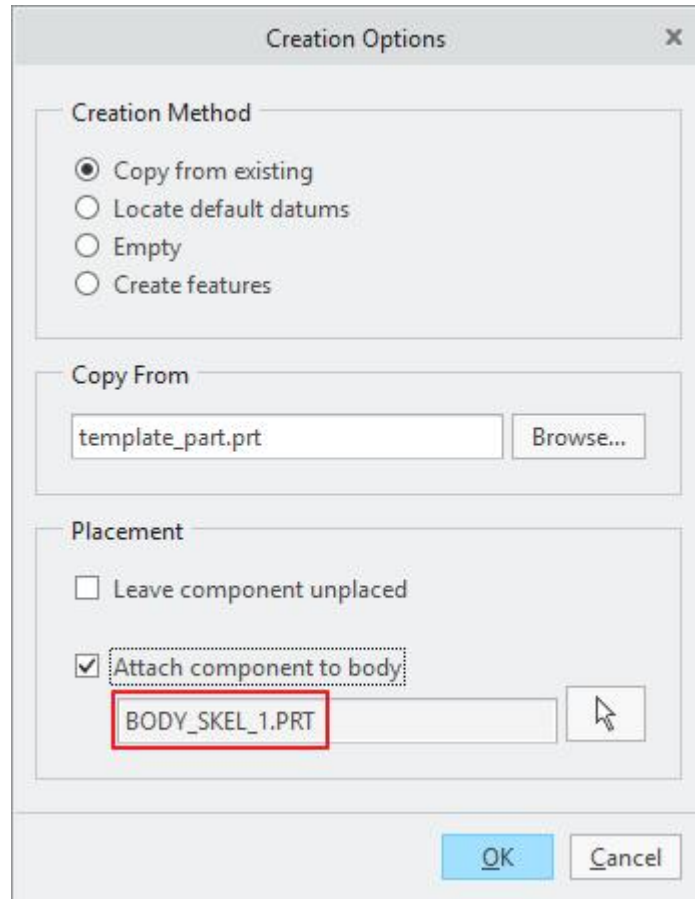 Creation Options
Creation Method
Copy from existing
Locate default datums
Empty
Create features
Copy From
template_part.prt
Browse...
Placement
Leave component unplaced
Attach component to body
BODY_SKEL_1.PRT
OK
Cancel